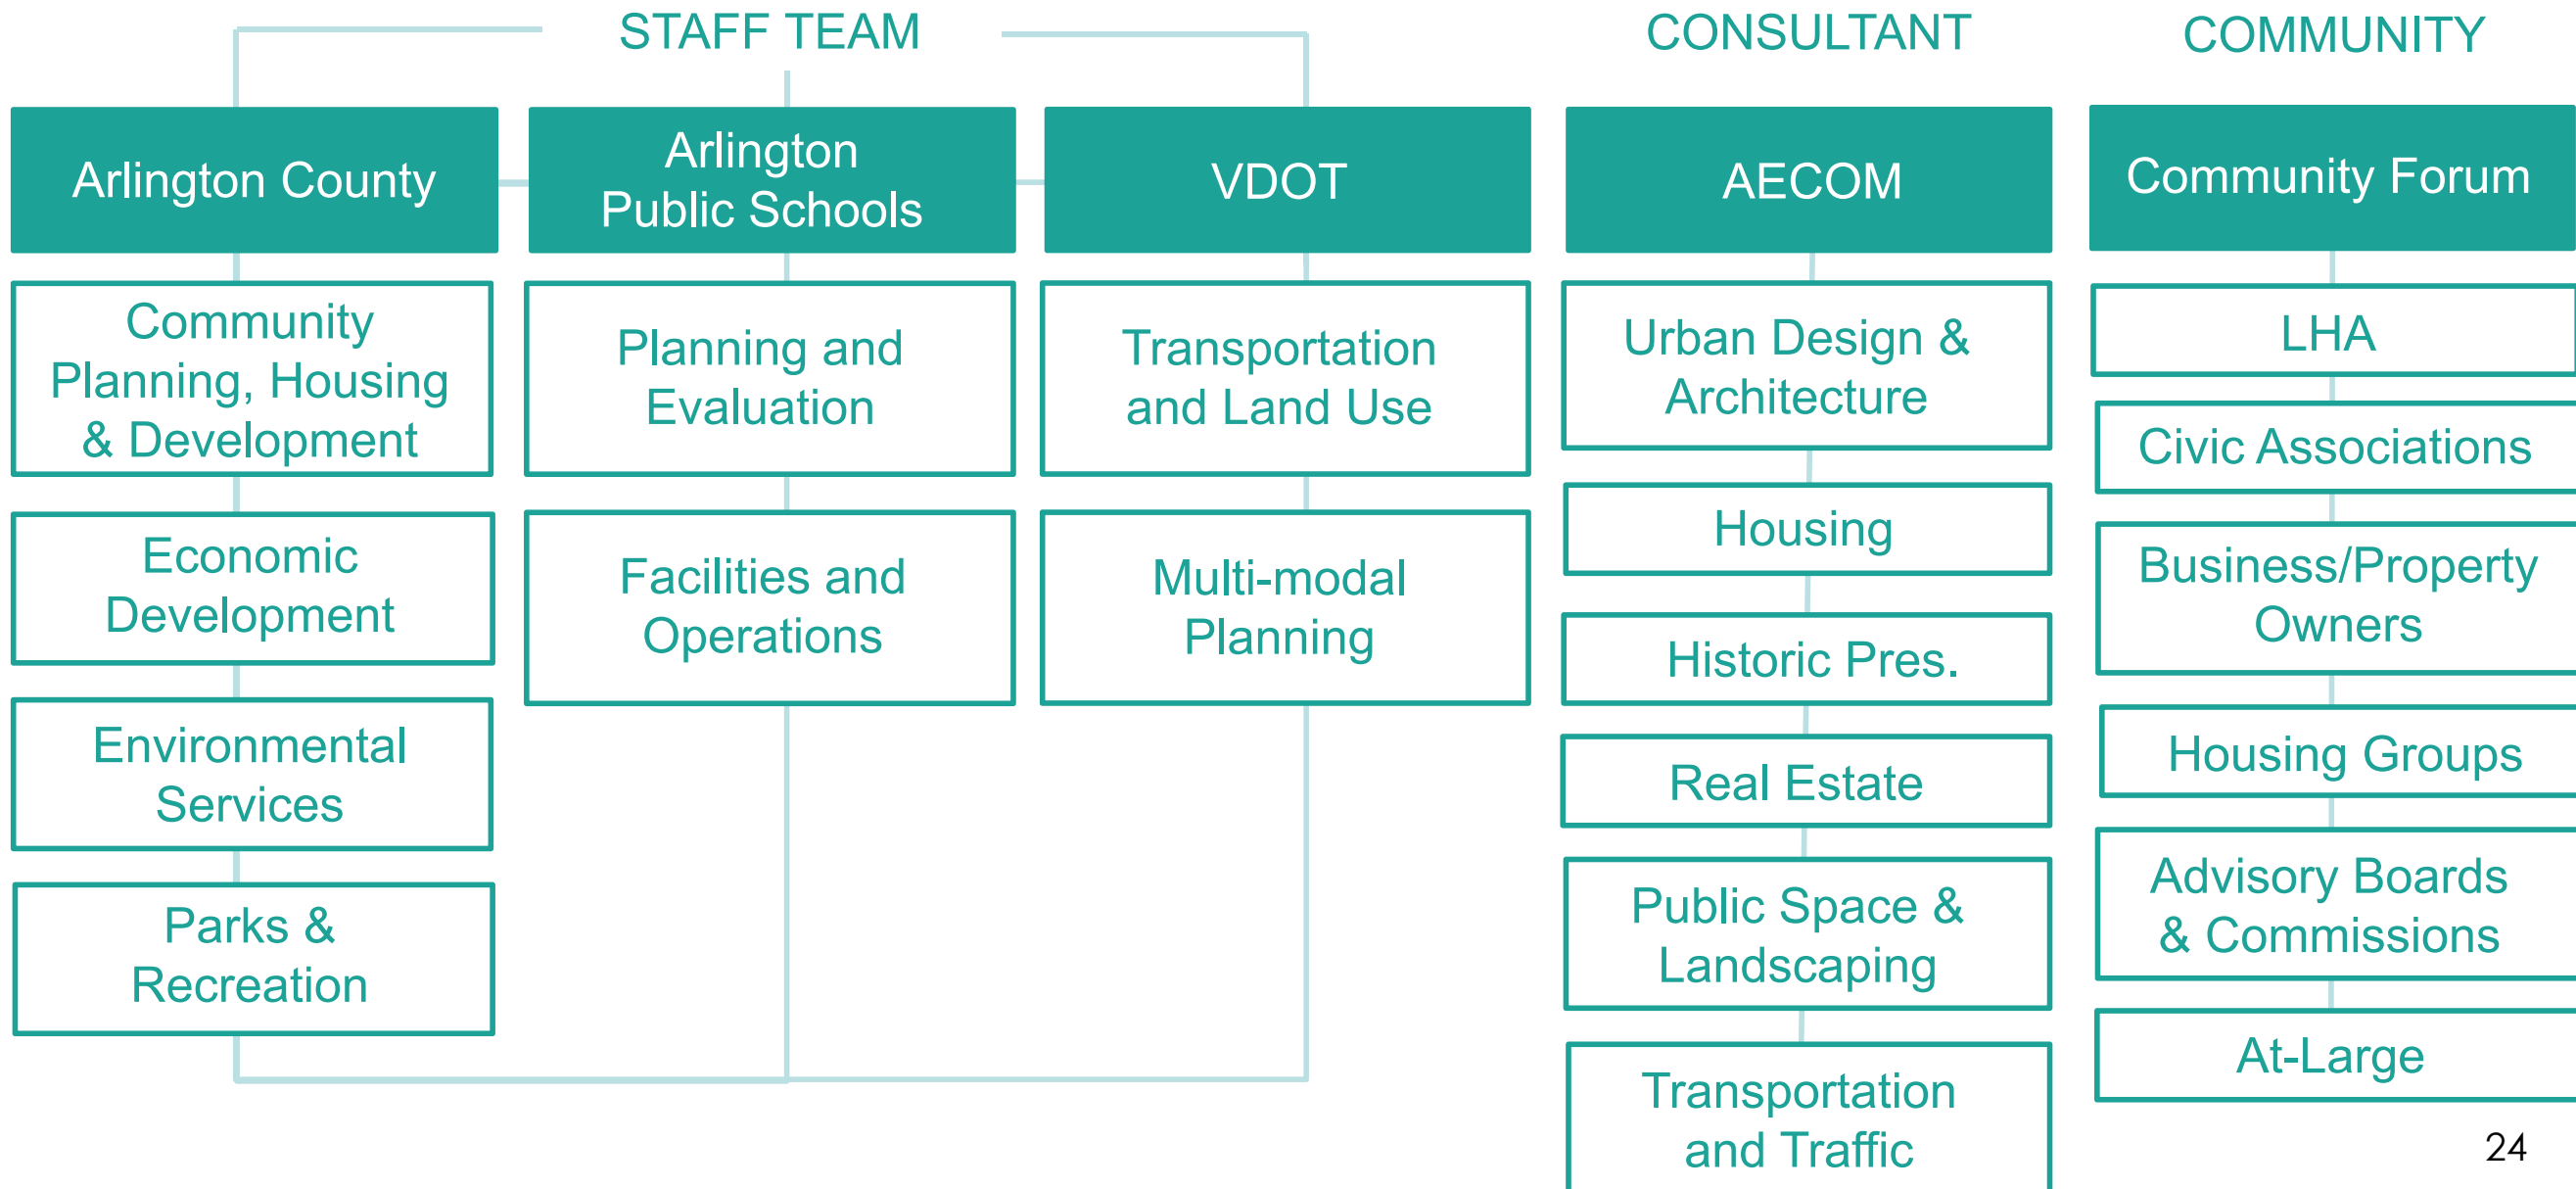 STAFF TEAM
CONSULTANT
COMMUNITY
Arlington County
Arlington
Public Schools
VDOT
AECOM
Community Forum
Community
Planning, Housing
& Development
Economic
Development
Environmental
Services
Parks &
Recreation
Planning and
Evaluation
Facilities and
Operations
Transportation
and Land Use
Multi-modal
Planning
Urban Design &
Architecture
Housing
Historic Pres.
Real Estate
Public Space &
Landscaping
Transportation
and Traffic
LHA
Civic Associations
Business/Property
Owners
Housing Groups
Advisory Boards
& Commissions
At-Large
24